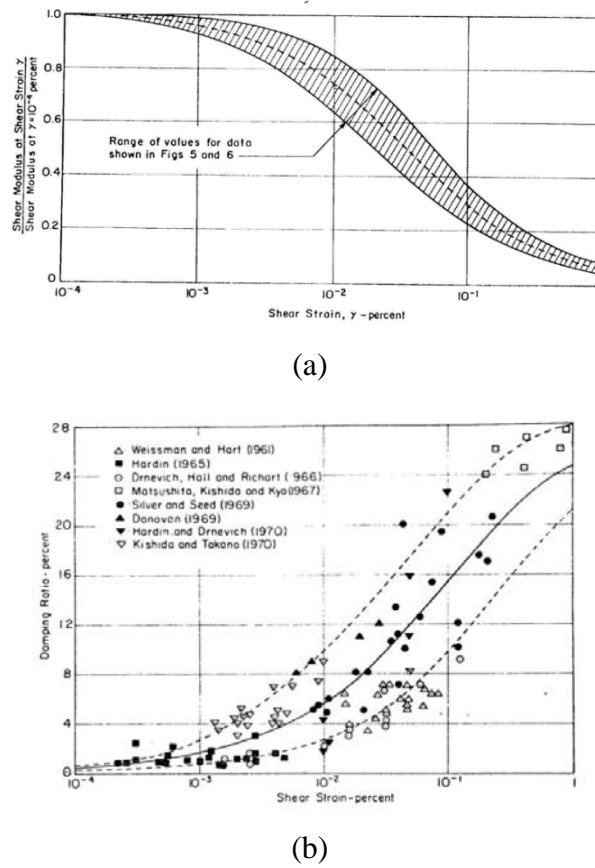 Shear Modulus at Shear Strain γ
Shear Modulus at γ=10⁻⁴ percent
1.0
0.8
0.6
0.4
0.2
0
Range of values for data
shown in Figs 5 and 6
10⁻⁴ 10⁻³ 10⁻² 10⁻¹
Shear Strain, γ-percent
(a)
Damping Ratio-percent
28
24
20
16
12
8
4
0
Weissman and Hart (1961)
Hardin (1965)
Drnevich, Hall and Richart (1966)
Matsushita, Kishida and Kyo(1967)
Silver and Seed (1969)
Donovan (1969)
Hardin and Drnevich (1970)
Kishida and Takano (1970)
10⁻⁴ 10⁻³ 10⁻² 10⁻¹ 1
Shear Strain-percent
(b)